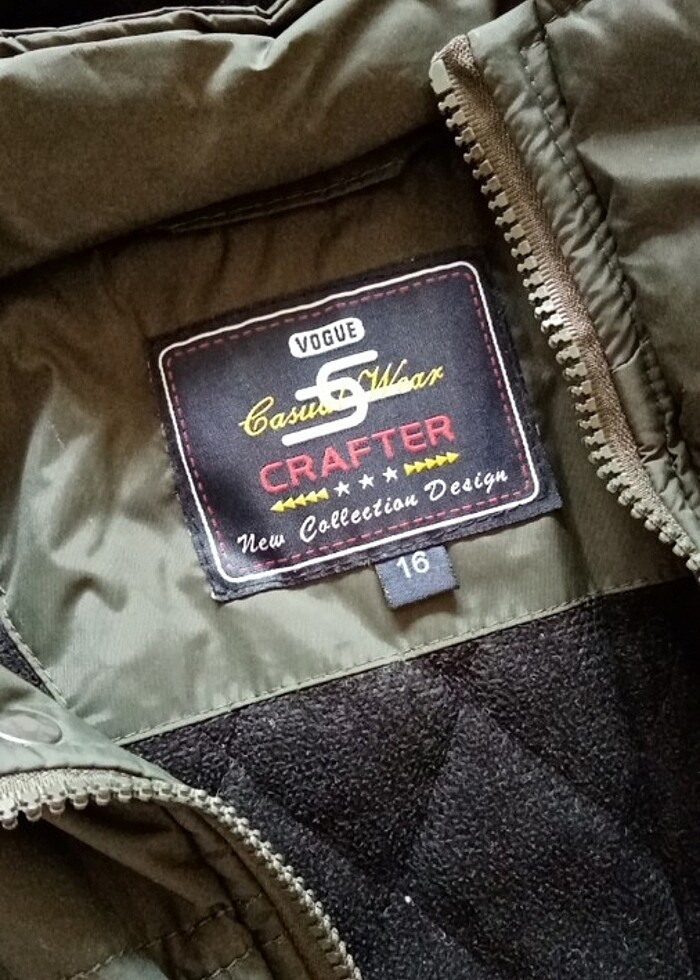 VOGUE
Casual Wear
S
CRAFTER
New Collection Design
16